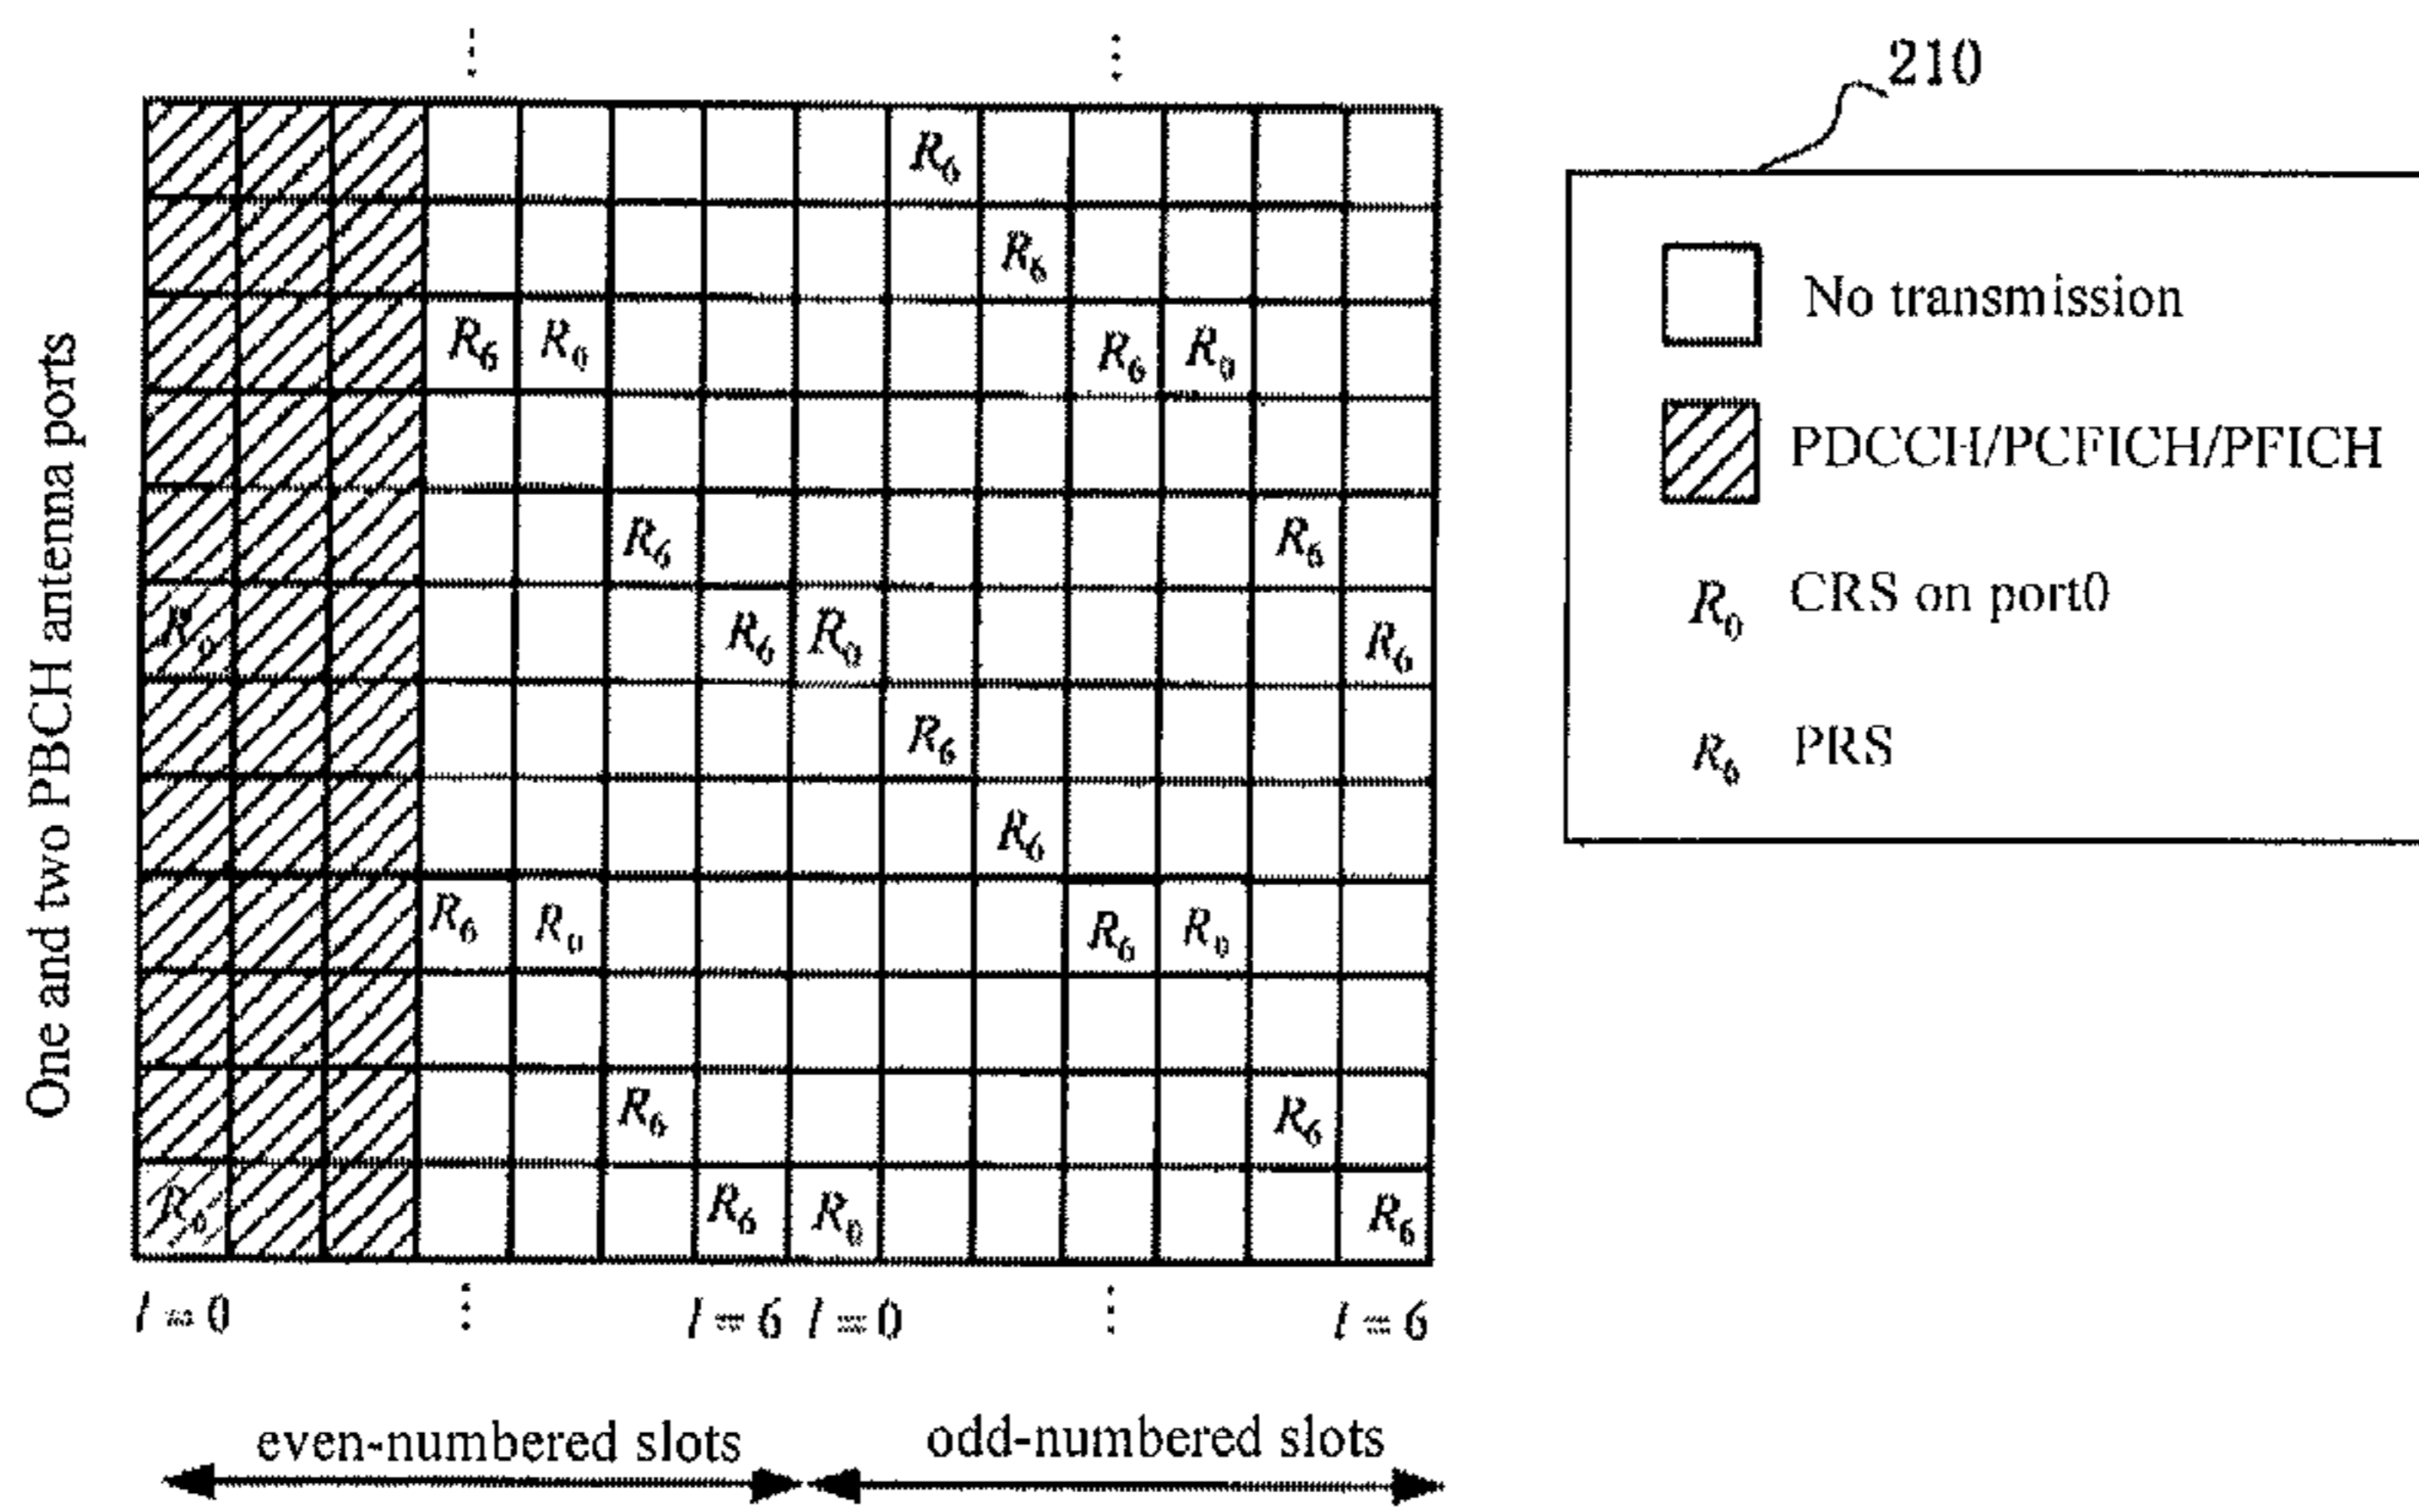 210
R₆
R₆
R₆ R₀ R₆ R₀
R₆ R₆
R₀ R₆ R₀ R₆
R₆
R₆
R₆ R₀ R₆ R₀
R₆ R₆
R₆ R₀ R₆
l = 0 l = 6 l = 0 l = 6
even-numbered slots odd-numbered slots
One and two PBCH antenna ports
No transmission
PDCCH/PCFICH/PFICH
R₀ CRS on port0
R₆ PRS